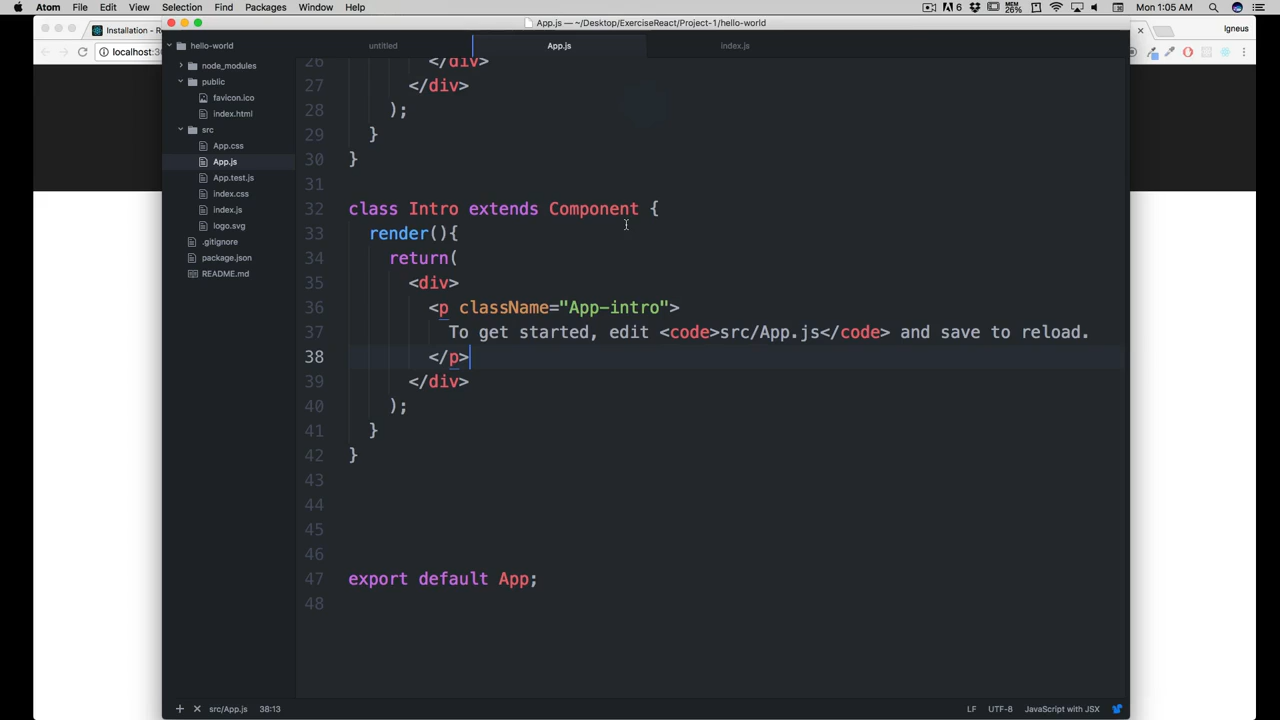 Atom File Edit View Selection Find Packages Window Help
6 MEM 26% Mon 1:05 AM
App.js — ~/Desktop/ExerciseReact/Project-1/hello-world
Installation - Re
Igneus
localhost:30
hello-world
node_modules
public
favicon.ico
index.html
src
App.css
App.js
App.test.js
index.css
index.js
logo.svg
.gitignore
package.json
README.md
untitled App.js index.js
26 </div>
27 </div>
28 );
29 }
30 }
31
32 class Intro extends Component {
33 render(){
34 return(
35 <div>
36 <p className="App-intro">
37 To get started, edit <code>src/App.js</code> and save to reload.
38 </p>
39 </div>
40 );
41 }
42 }
43
44
45
46
47 export default App;
48
src/App.js 38:13
LF UTF-8 JavaScript with JSX